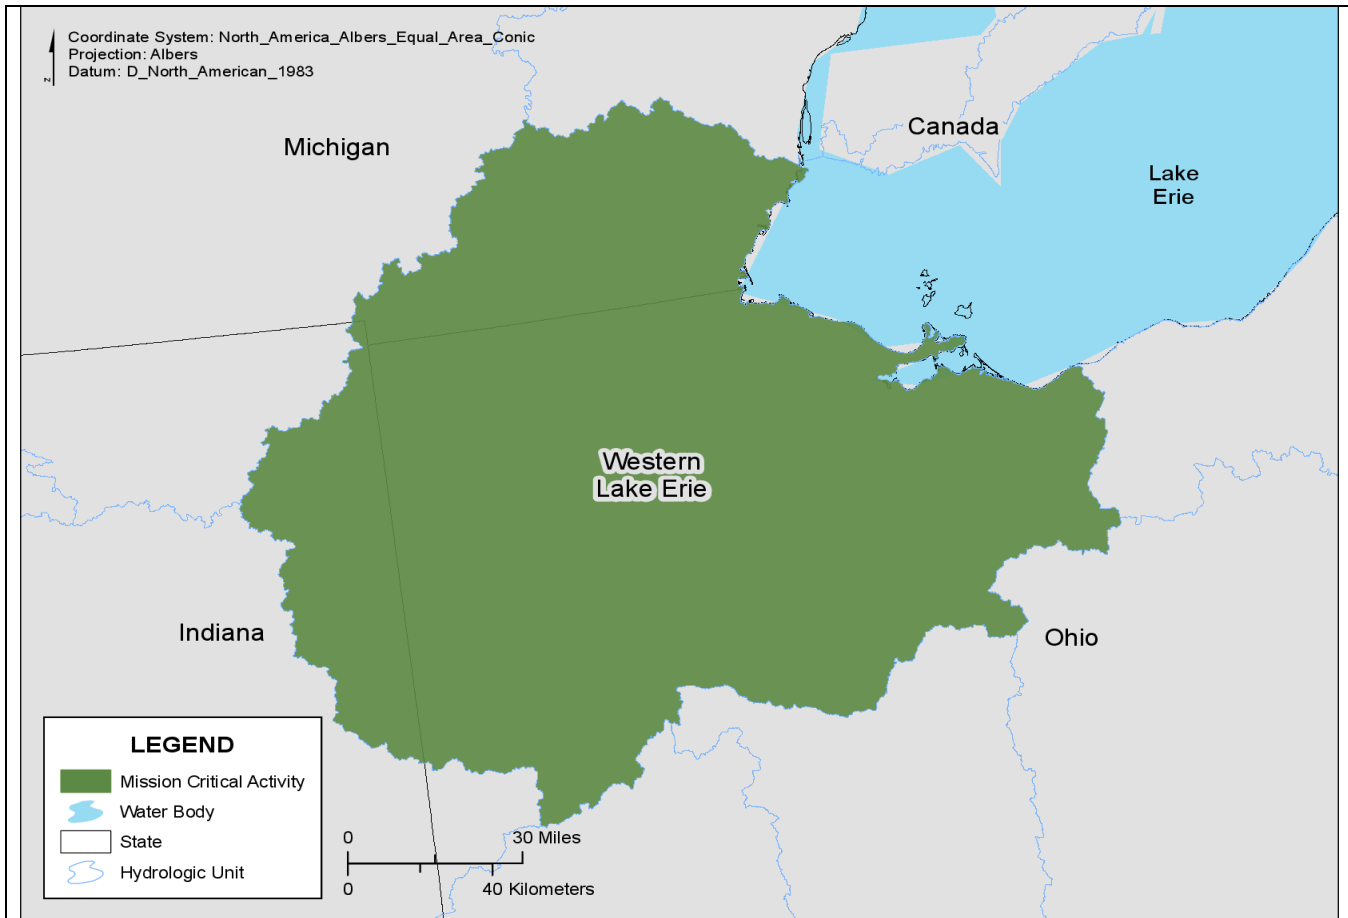 Coordinate System: North_America_Albers_Equal_Area_Conic
Projection: Albers
Datum: D_North_American_1983
z
Michigan
Canada
Lake
Erie
Western
Lake Erie
Indiana
Ohio
LEGEND
Mission Critical Activity
Water Body
State
Hydrologic Unit
0 30 Miles
0 40 Kilometers